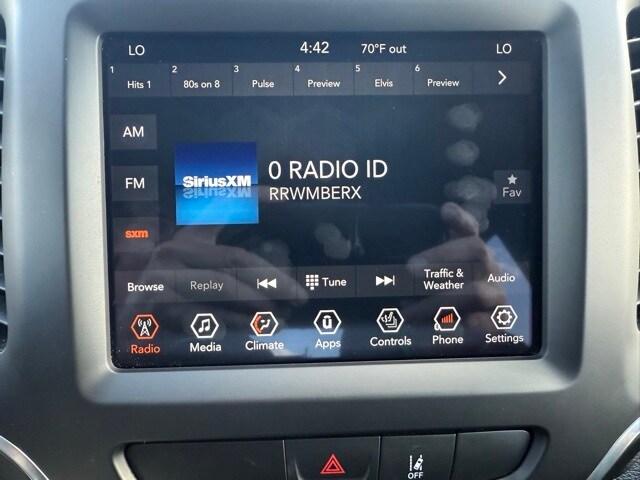 LO 4:42 70°F out LO
1 Hits 1 2 80s on 8 3 Pulse 4 Preview 5 Elvis 6 Preview
AM
SiriusXM
0 RADIO ID
FM
RRWMBERX
Fav
sxm
Browse Replay Tune Traffic & Weather Audio
Radio Media Climate Apps Controls Phone Settings
OFF